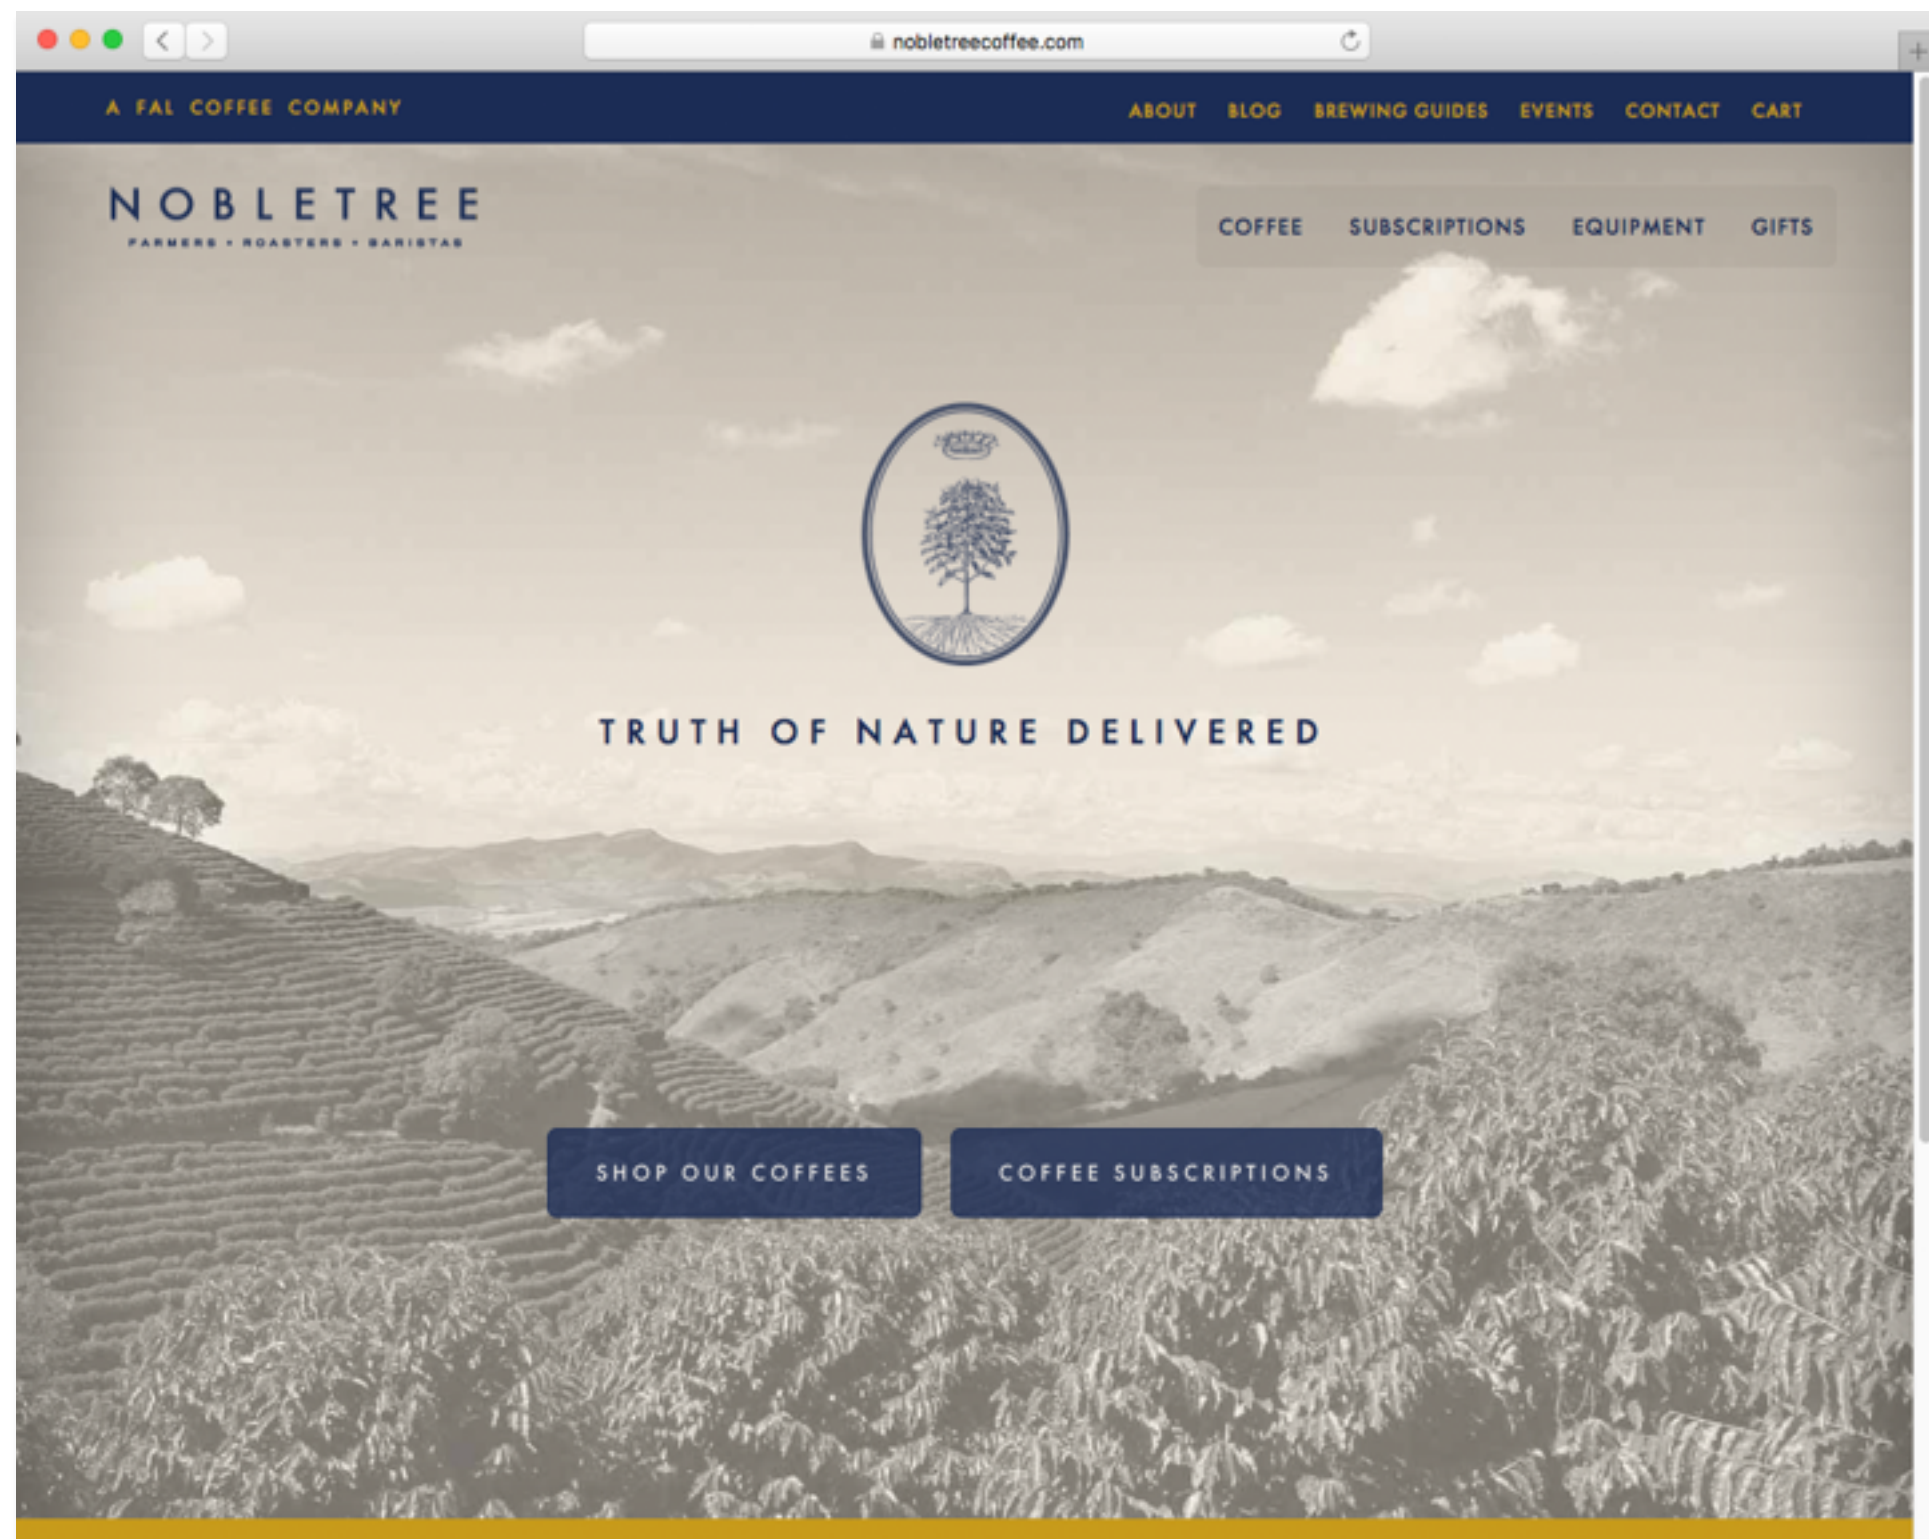 nobletreecoffee.com
A FAL COFFEE COMPANY
ABOUT BLOG BREWING GUIDES EVENTS CONTACT CART
NOBLETREE
FARMERS • ROASTERS • BARISTAS
COFFEE SUBSCRIPTIONS EQUIPMENT GIFTS
TRUTH OF NATURE DELIVERED
SHOP OUR COFFEES COFFEE SUBSCRIPTIONS